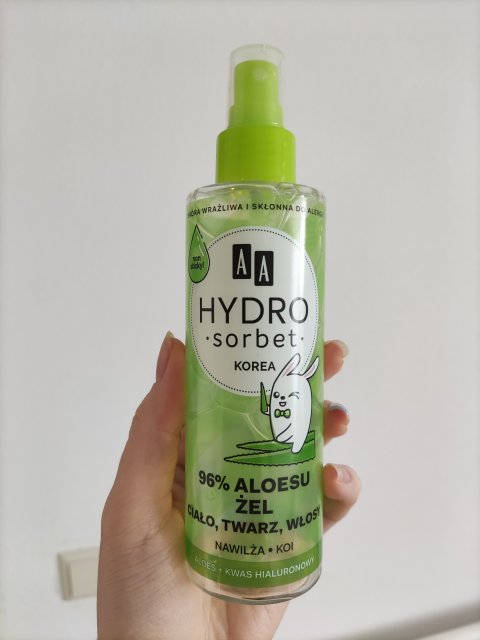 SKÓRA WRAŻLIWA I SKŁONNA DO ALERGII
non
sticky!
AA
HYDRO
·sorbet·
KOREA
96% ALOESU
ŻEL
CIAŁO, TWARZ, WŁOSY
NAWILŻA • KOI
ALOES + KWAS HIALURONOWY